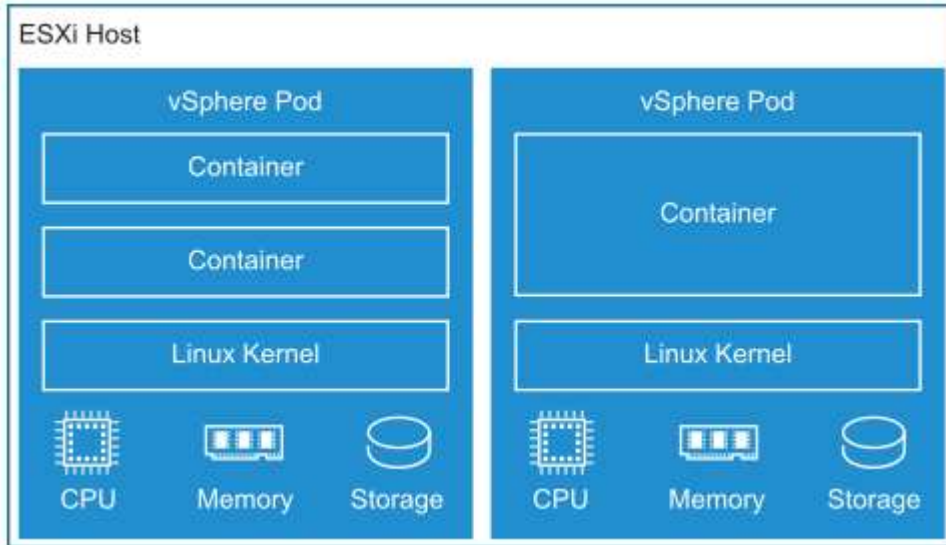 ESXi Host
vSphere Pod
Container
Container
Linux Kernel
CPU Memory Storage
vSphere Pod
Container
Linux Kernel
CPU Memory Storage